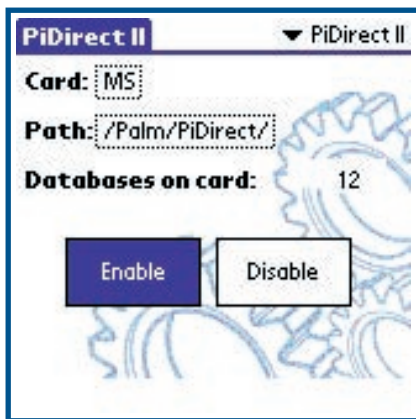 PiDirect II PiDirect II
Card: MS
Path: /Palm/PiDirect/
Databases on card: 12
Enable Disable